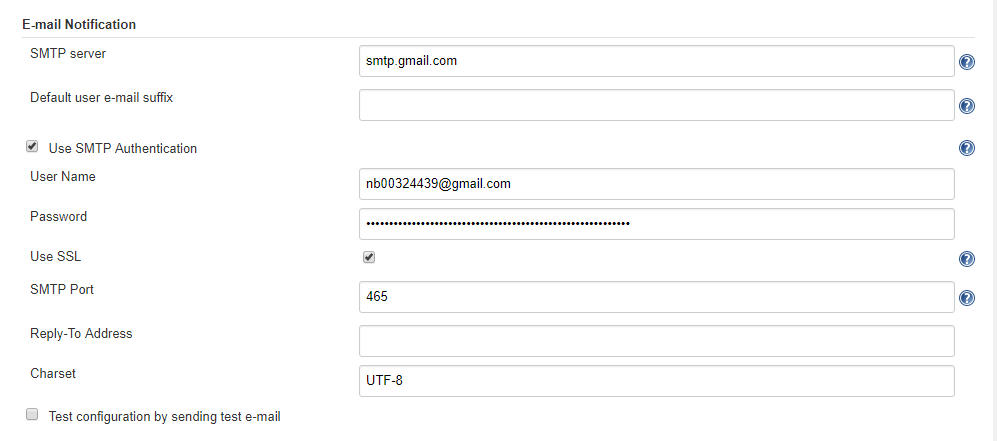 E-mail Notification
SMTP server
smtp.gmail.com
Default user e-mail suffix
Use SMTP Authentication
User Name
nb00324439@gmail.com
Password
••••••••••••••••••••••••••••••••••••••••••••••••••••••••••
Use SSL
SMTP Port
465
Reply-To Address
Charset
UTF-8
Test configuration by sending test e-mail